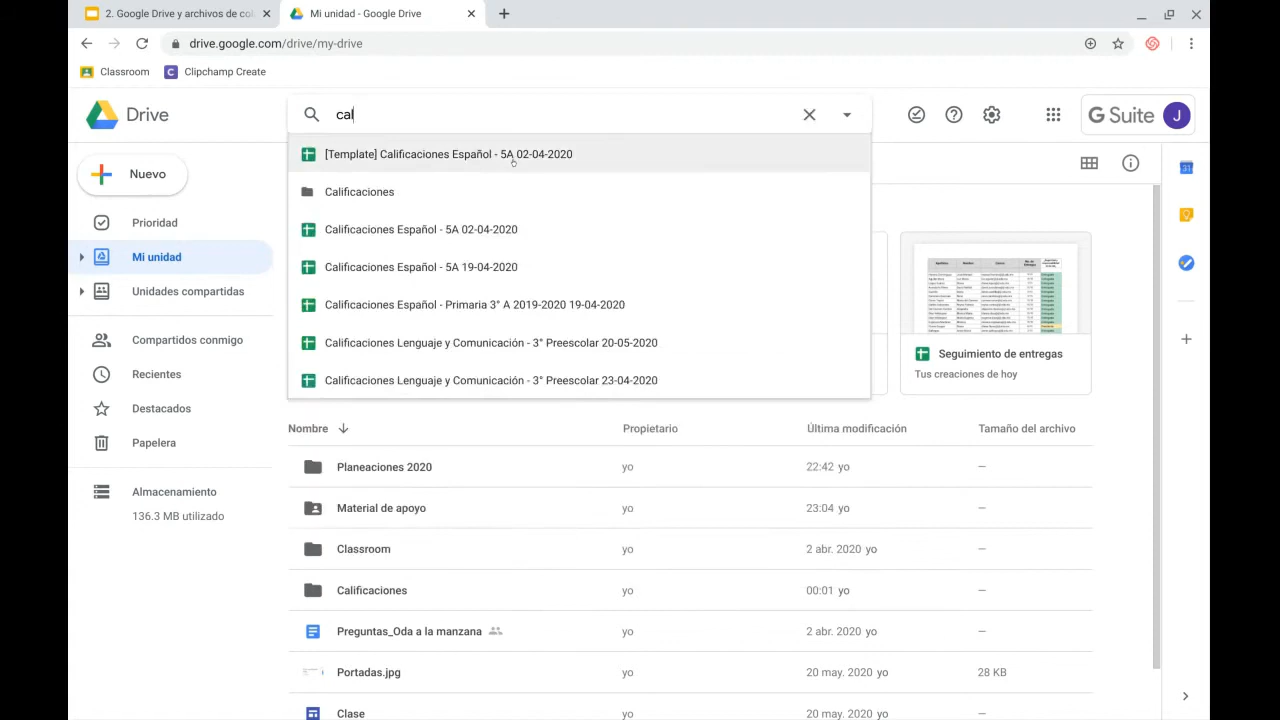 2. Google Drive y archivos de col
Mi unidad - Google Drive
drive.google.com/drive/my-drive
Classroom
Clipchamp Create
Drive
cal
G Suite
J
[Template] Calificaciones Español - 5A 02-04-2020
Calificaciones
Calificaciones Español - 5A 02-04-2020
Calificaciones Español - 5A 19-04-2020
Calificaciones Español - Primaria 3° A 2019-2020 19-04-2020
Calificaciones Lenguaje y Comunicación - 3° Preescolar 20-05-2020
Calificaciones Lenguaje y Comunicación - 3° Preescolar 23-04-2020
Nuevo
Prioridad
Mi unidad
Unidades compartidas
Compartidos conmigo
Recientes
Destacados
Papelera
Almacenamiento
136.3 MB utilizado
31
Seguimiento de entregas
Tus creaciones de hoy
Nombre Propietario Última modificación Tamaño del archivo
Planeaciones 2020 yo 22:42 yo —
Material de apoyo yo 23:04 yo —
Classroom yo 2 abr. 2020 yo —
Calificaciones yo 00:01 yo —
Preguntas_Oda a la manzana yo 2 abr. 2020 yo —
Portadas.jpg yo 20 may. 2020 yo 28 KB
Clase yo 20 may. 2020 yo —